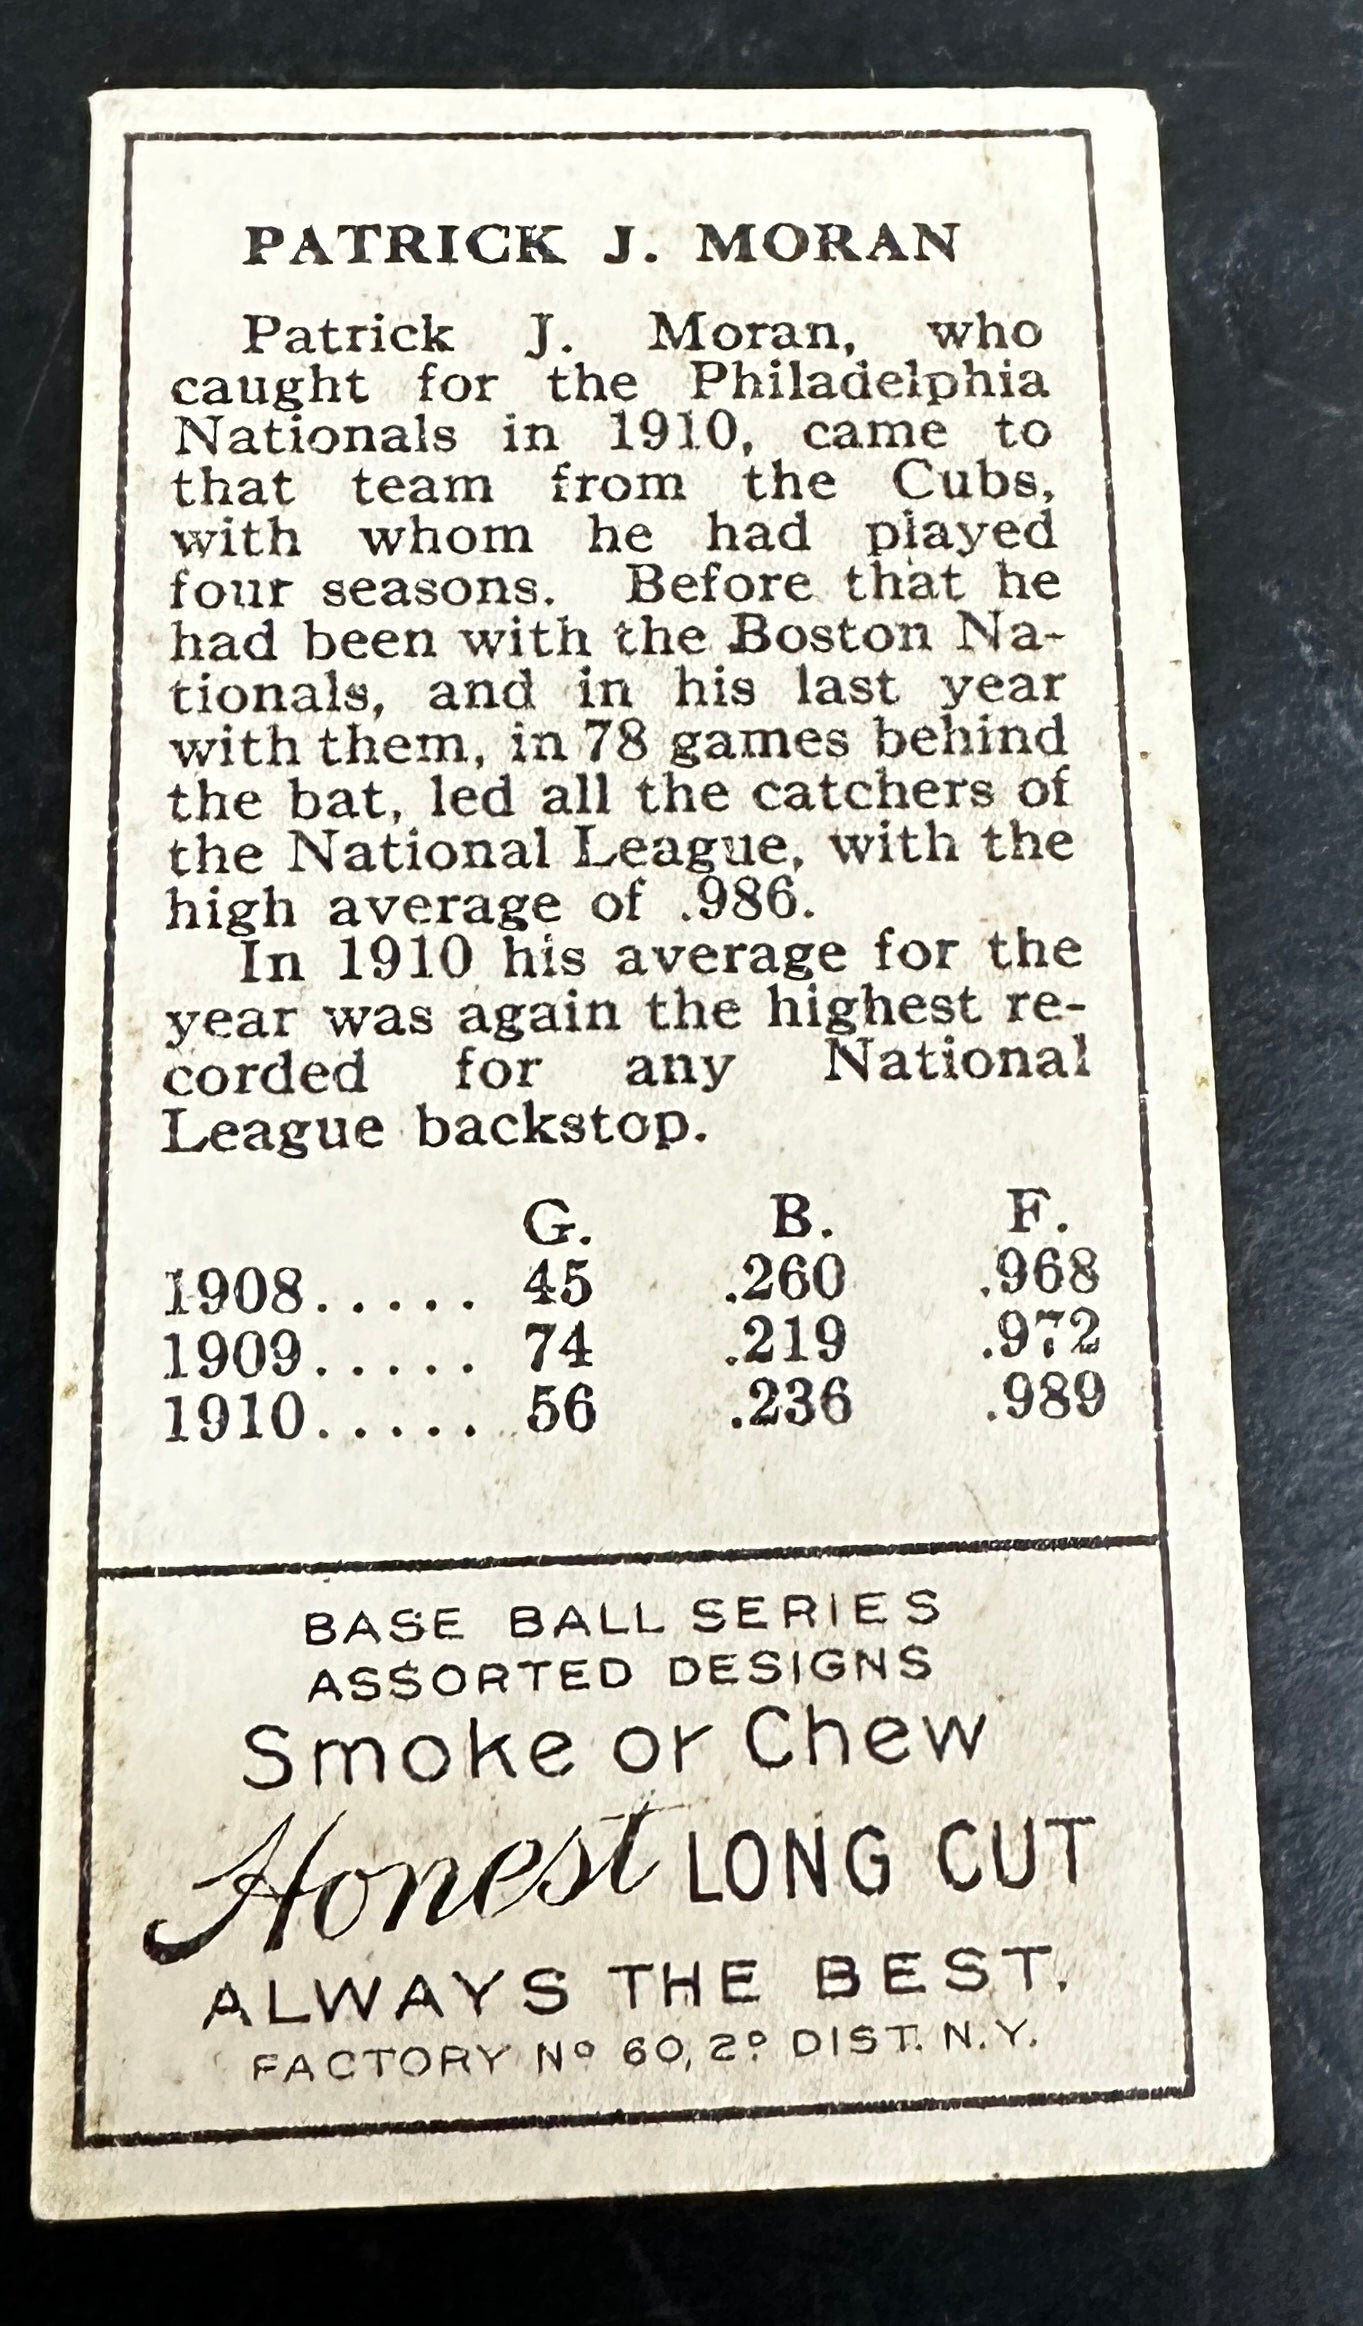 PATRICK J. MORAN
Patrick J. Moran, who
caught for the Philadelphia
Nationals in 1910, came to
that team from the Cubs,
with whom he had played
four seasons. Before that he
had been with the Boston Na-
tionals, and in his last year
with them, in 78 games behind
the bat, led all the catchers of
the National League, with the
high average of .986.
In 1910 his average for the
year was again the highest re-
corded for any National
League backstop.
G. B. F.
1908..... 45 .260 .968
1909..... 74 .219 .972
1910..... 56 .236 .989
BASE BALL SERIES
ASSORTED DESIGNS
Smoke or Chew
Honest LONG CUT
ALWAYS THE BEST.
FACTORY Nº 60, 2º DIST. N.Y.